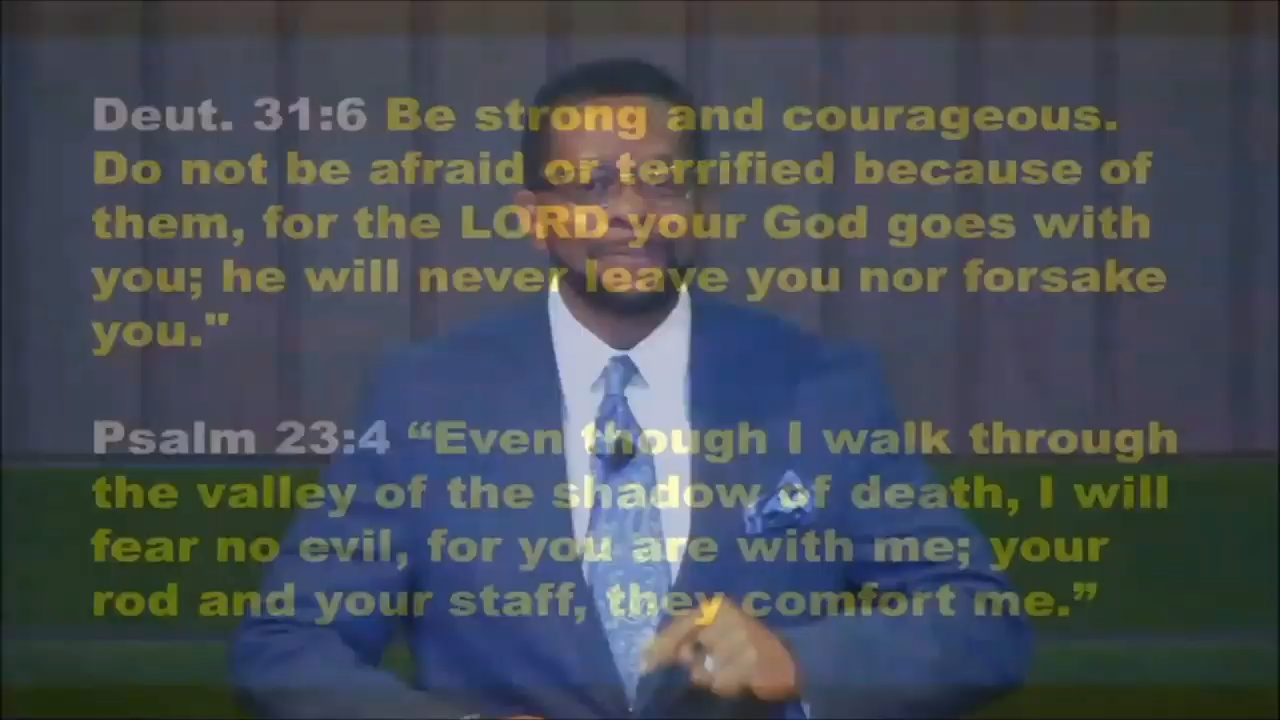 Deut. 31:6 Be strong and courageous.
Do not be afraid or terrified because of
them, for the LORD your God goes with
you; he will never leave you nor forsake
you."
Psalm 23:4 “Even though I walk through
the valley of the shadow of death, I will
fear no evil, for you are with me; your
rod and your staff, they comfort me.”